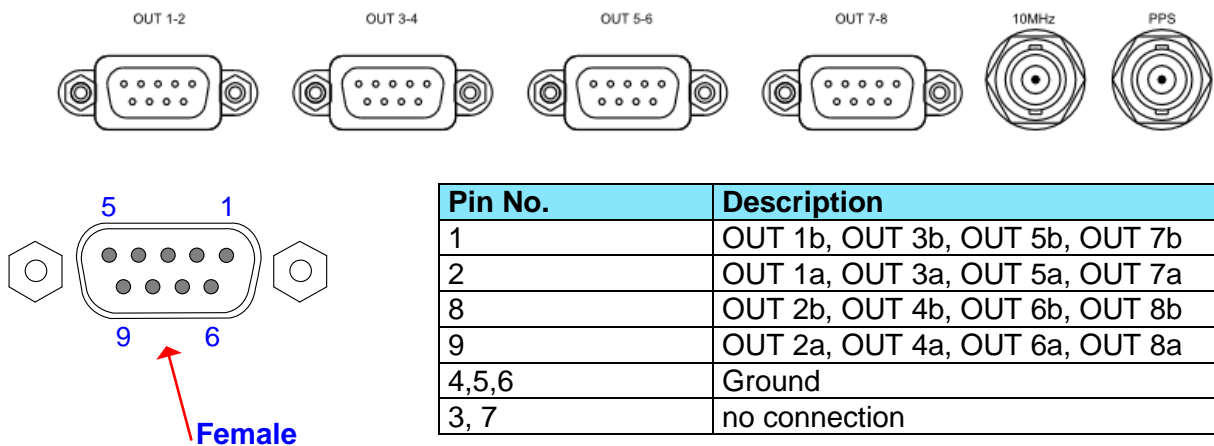 OUT 1-2 OUT 3-4 OUT 5-6 OUT 7-8 10MHz PPS
5 1
9 6
Female
Pin No. Description
1 OUT 1b, OUT 3b, OUT 5b, OUT 7b
2 OUT 1a, OUT 3a, OUT 5a, OUT 7a
8 OUT 2b, OUT 4b, OUT 6b, OUT 8b
9 OUT 2a, OUT 4a, OUT 6a, OUT 8a
4,5,6 Ground
3, 7 no connection